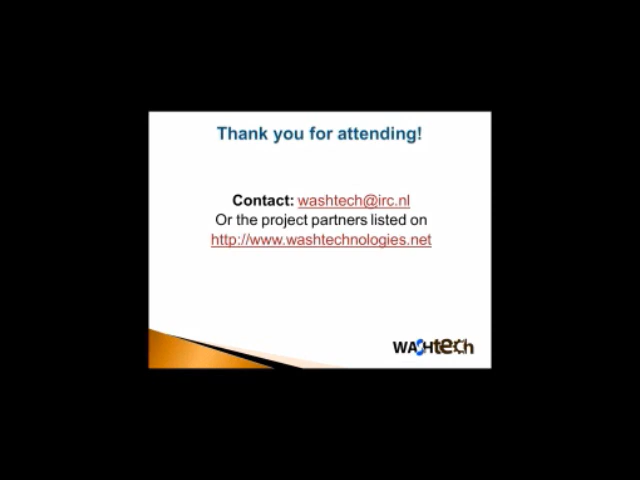 Thank you for attending!
Contact: washtech@irc.nl
Or the project partners listed on
http://www.washtechnologies.net
WASHtech